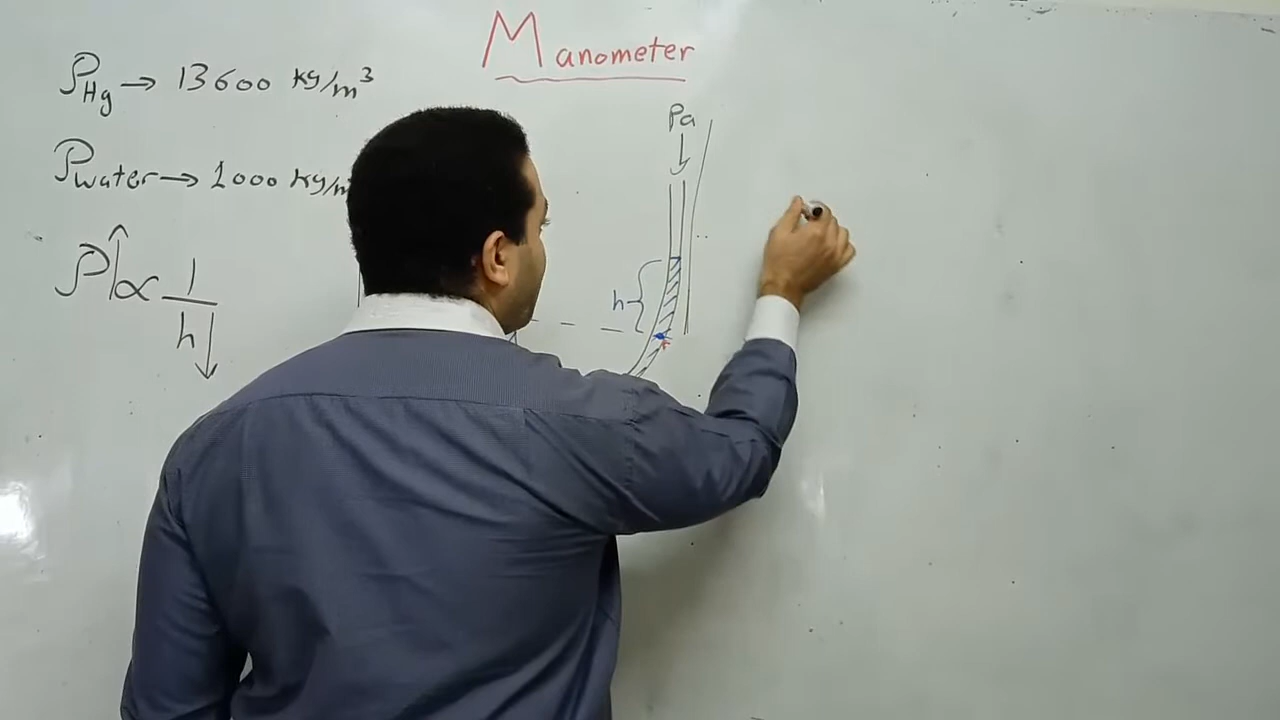 Manometer
ρHg → 13600 kg/m³
ρwater → 1000 kg/m
ρ ∝ 1/h
Pa
h